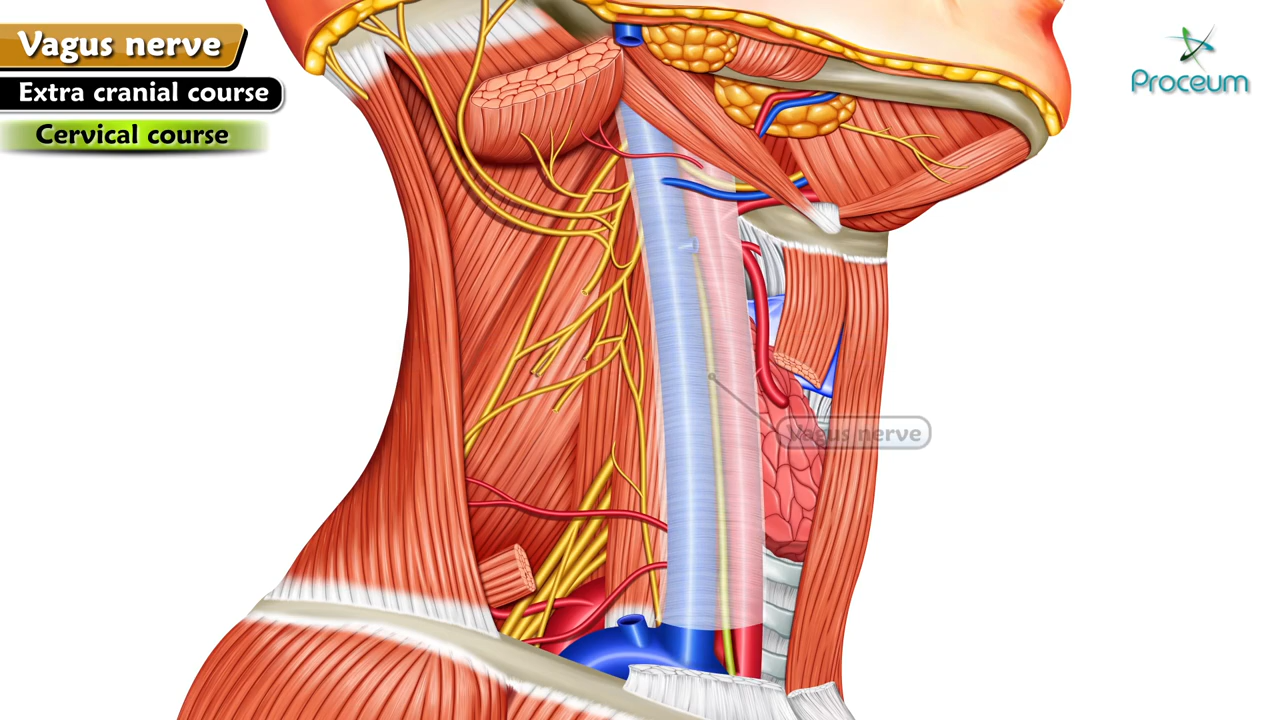 Vagus nerve
Extra cranial course
Cervical course
Proceum
Vagus nerve